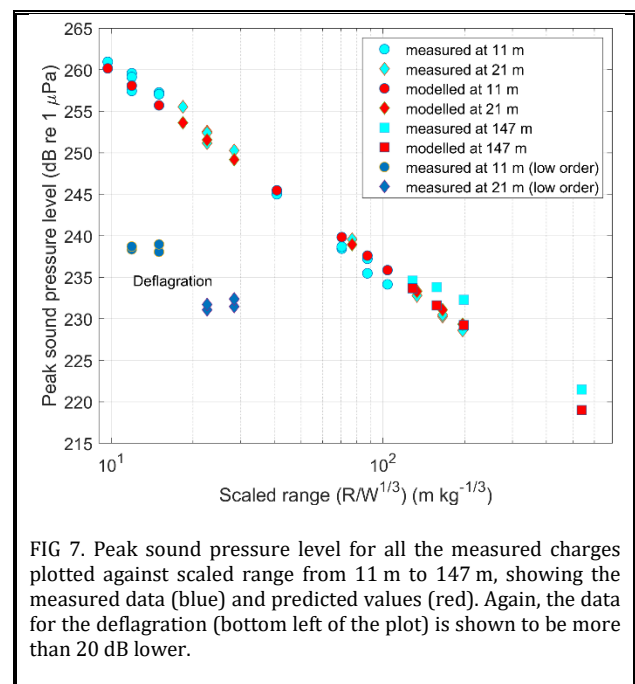 265
260
255
250
245
240
235
230
225
220
215
Peak sound pressure level (dB re 1 μPa)
measured at 11 m
measured at 21 m
modelled at 11 m
modelled at 21 m
measured at 147 m
modelled at 147 m
measured at 11 m (low order)
measured at 21 m (low order)
Deflagration
10^1
10^2
Scaled range (R/W^1/3) (m kg^-1/3)
FIG 7. Peak sound pressure level for all the measured charges
plotted against scaled range from 11 m to 147 m, showing the
measured data (blue) and predicted values (red). Again, the data
for the deflagration (bottom left of the plot) is shown to be more
than 20 dB lower.